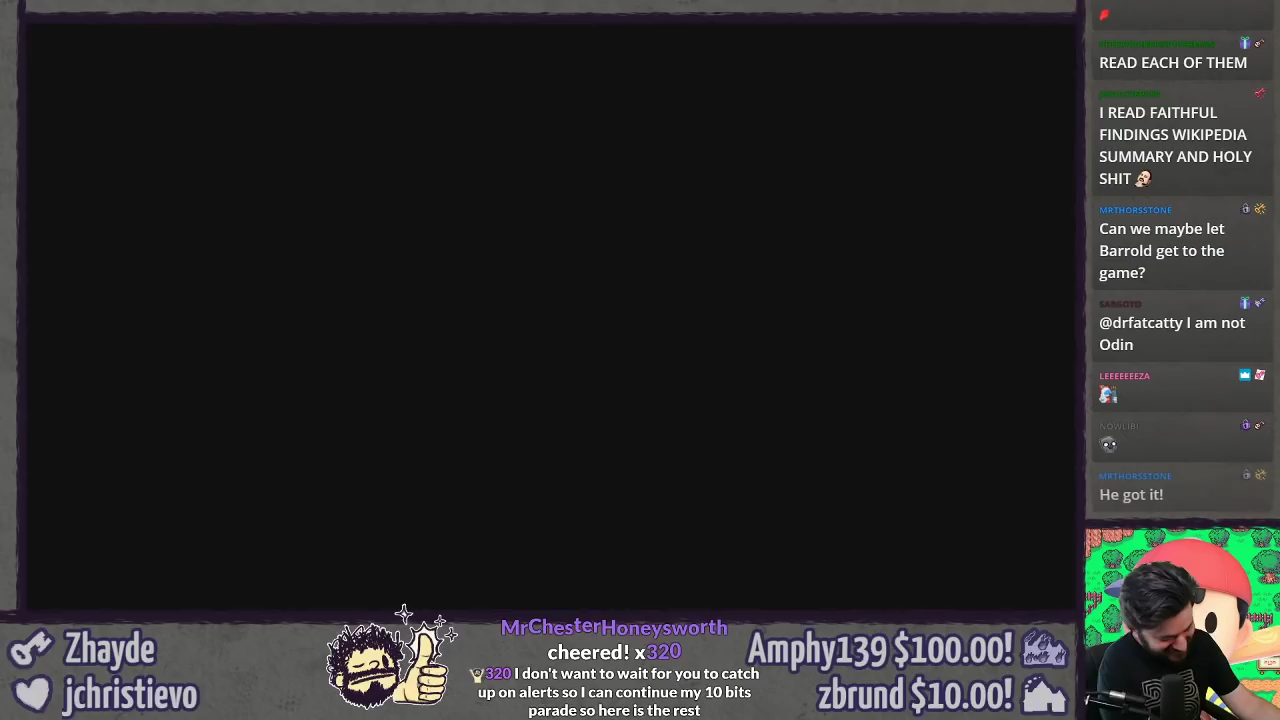 READ EACH OF THEM
I READ FAITHFUL
FINDINGS WIKIPEDIA
SUMMARY AND HOLY
SHIT
MRTHORSSTONE
Can we maybe let
Barrold get to the
game?
SARGOTD
@drfatcatty I am not
Odin
LEEEEEEEZA
NOWLIBI
MRTHORSSTONE
He got it!
Zhayde
jchristievo
MrChesterHoneysworth
cheered! x320
320 I don't want to wait for you to catch
up on alerts so I can continue my 10 bits
parade so here is the rest
Amphy139 $100.00!
zbrund $10.00!